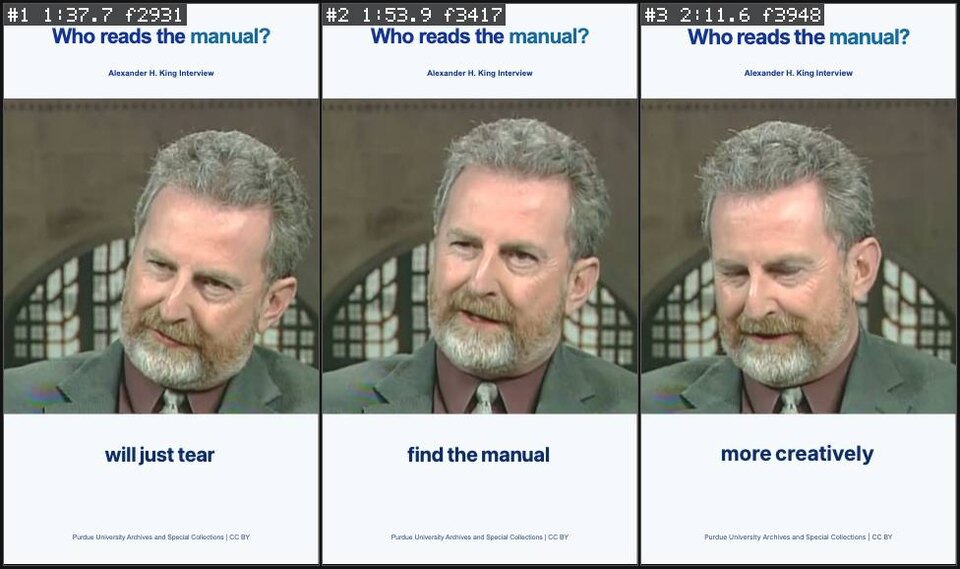 #1 1:37.7 f2931
Who reads the manual?
Alexander H. King Interview
will just tear
Purdue University Archives and Special Collections | CC BY
#2 1:53.9 f3417
Who reads the manual?
Alexander H. King Interview
find the manual
Purdue University Archives and Special Collections | CC BY
#3 2:11.6 f3948
Who reads the manual?
Alexander H. King Interview
more creatively
Purdue University Archives and Special Collections | CC BY